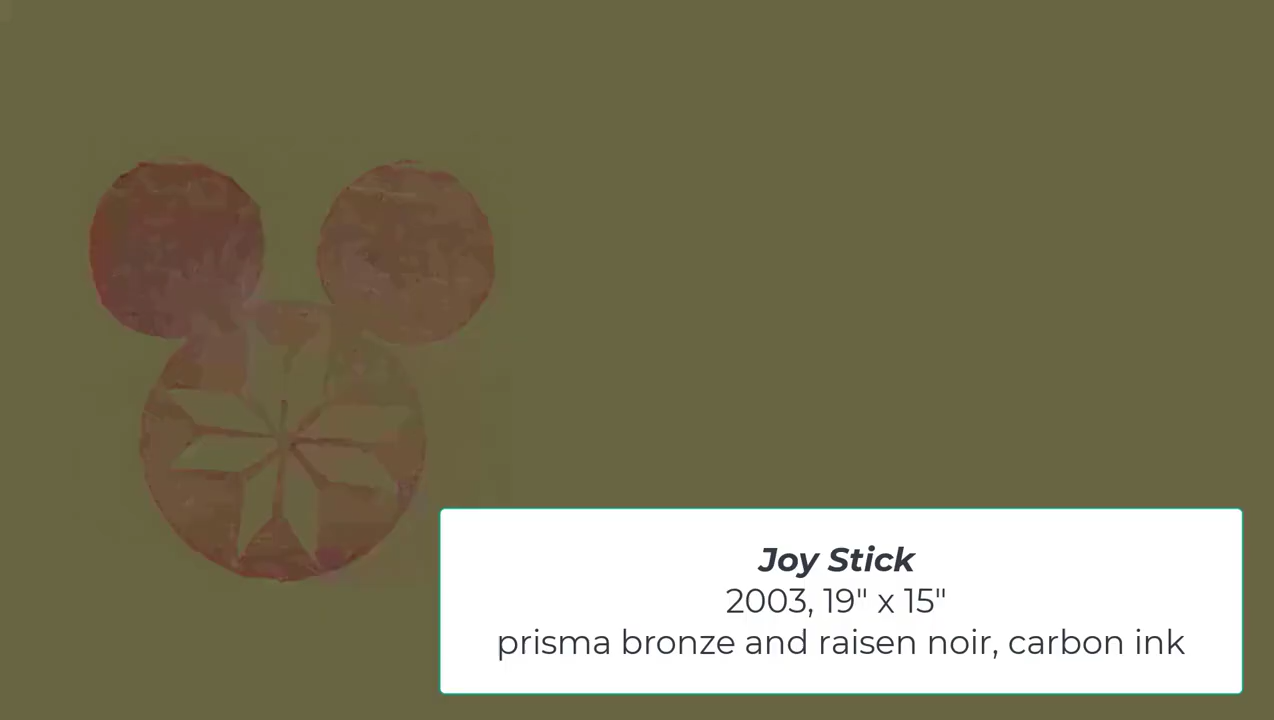 Joy Stick
2003, 19" x 15"
prisma bronze and raisen noir, carbon ink